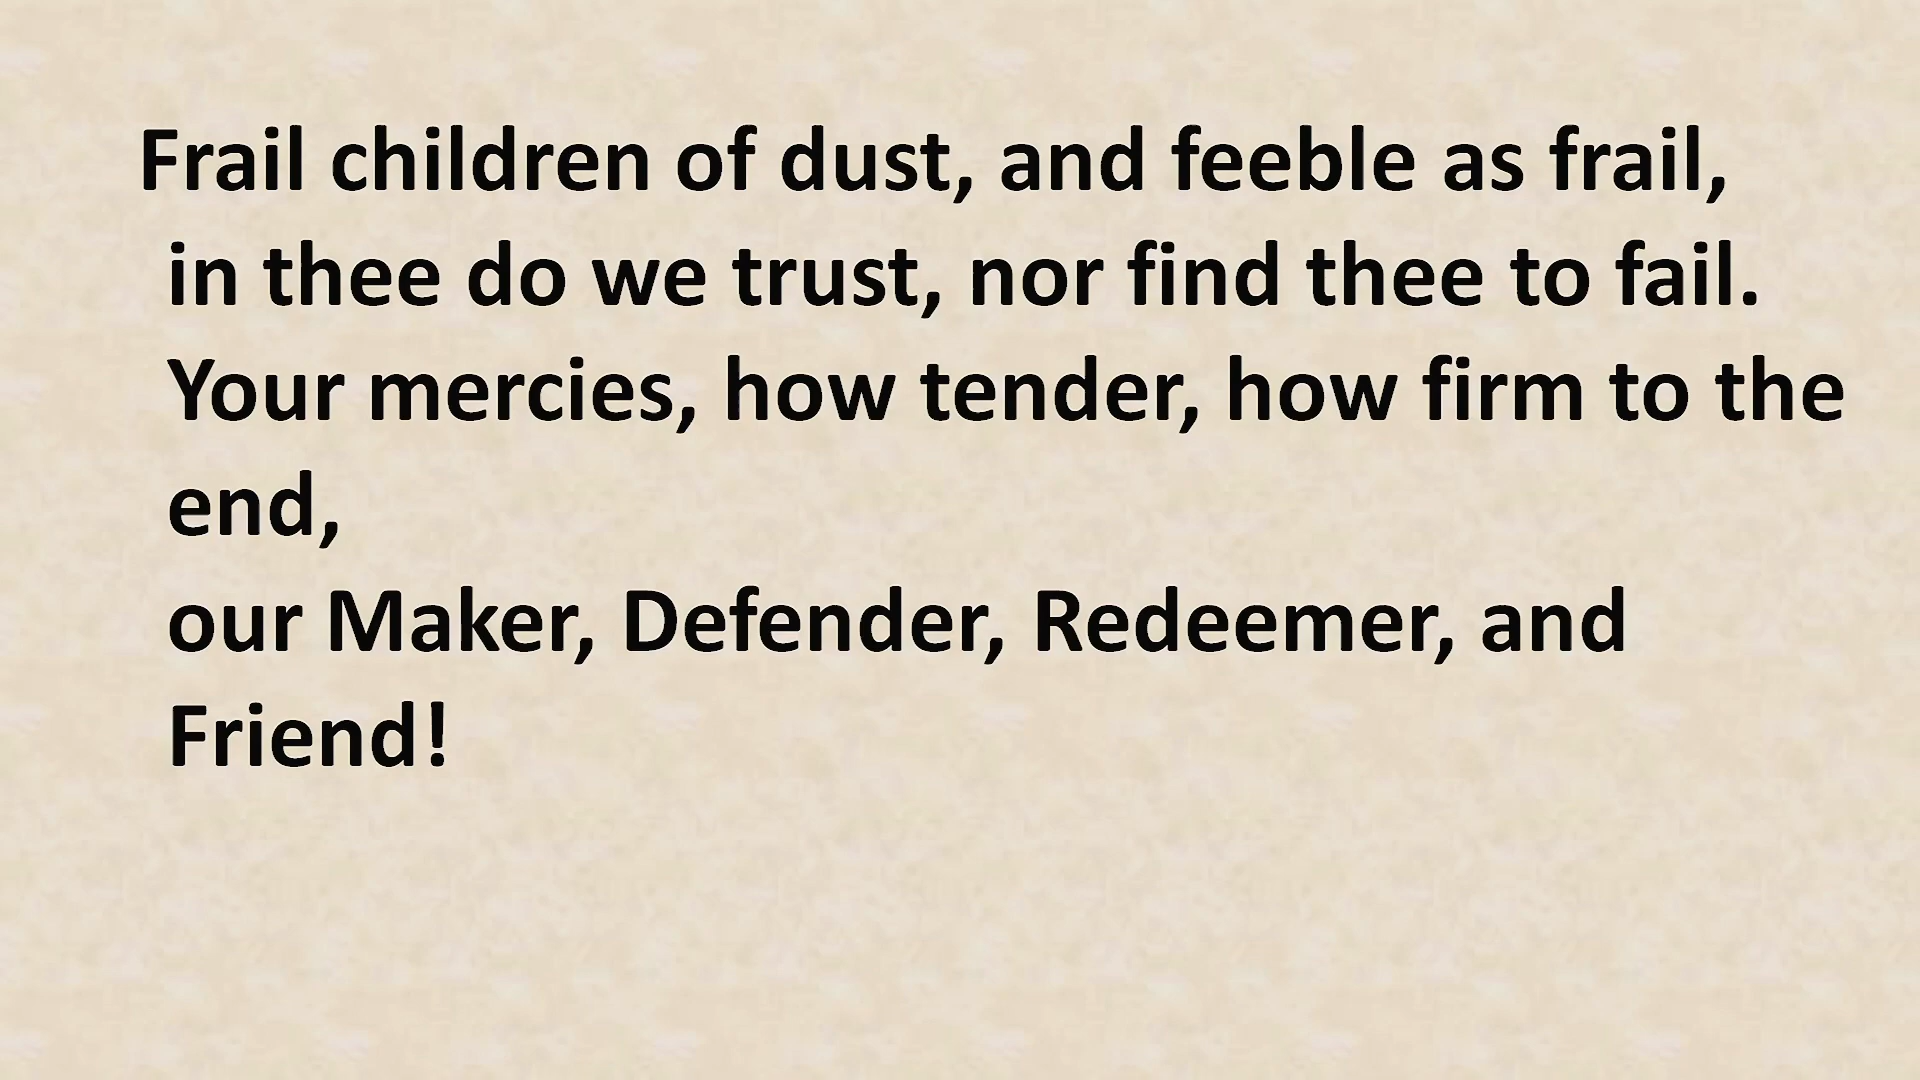 Frail children of dust, and feeble as frail,
in thee do we trust, nor find thee to fail.
Your mercies, how tender, how firm to the
end,
our Maker, Defender, Redeemer, and
Friend!